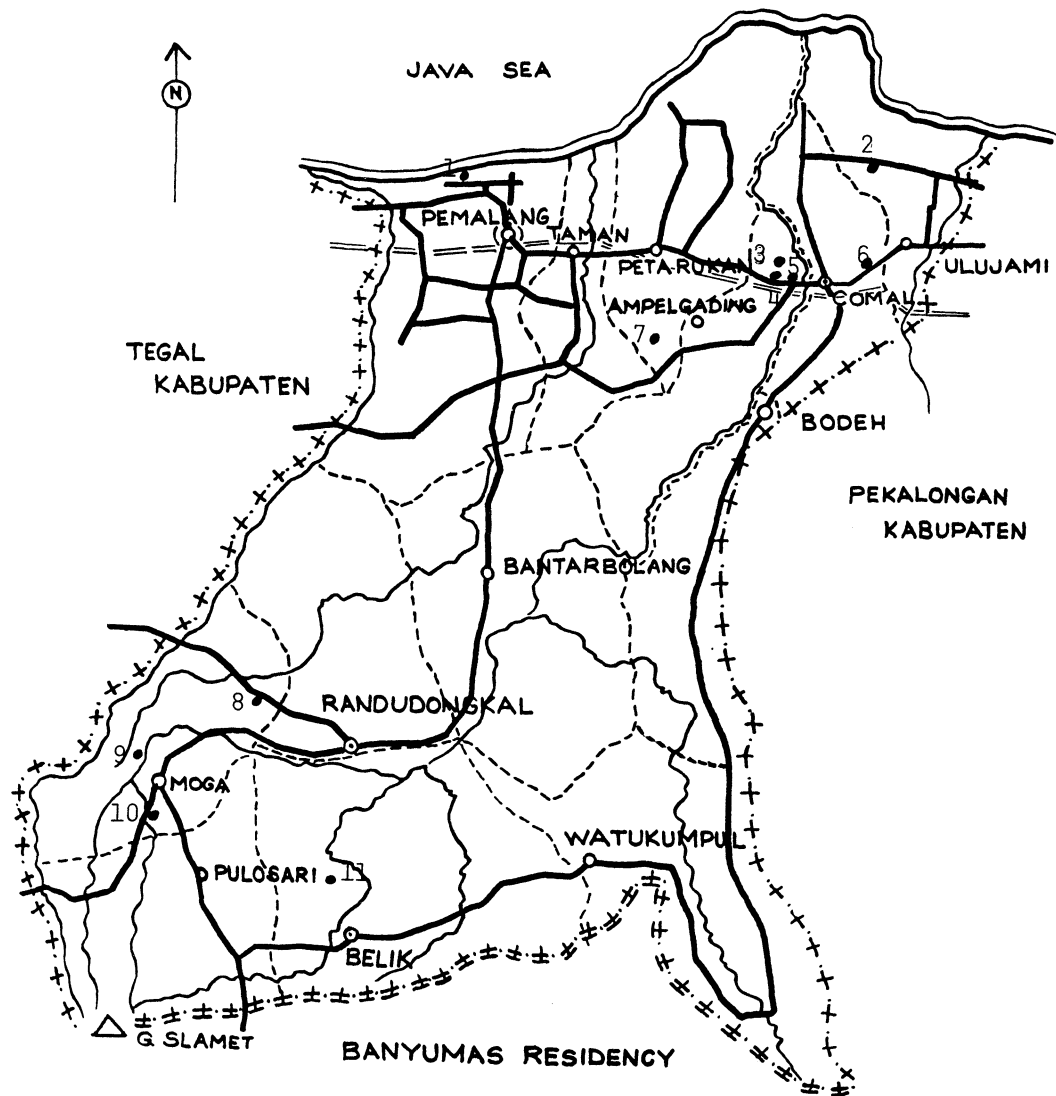 JAVA SEA
N
1
2
PEMALANG
TAMAN
3
PETARUKAN
5
6
ULUJAMI
4
COMAL
AMPELGADING
7
TEGAL
KABUPATEN
BODEH
PEKALONGAN
KABUPATEN
BANTARBOLANG
8
RANDUDONGKAL
9
MOGA
10
WATUKUMPUL
PULOSARI
11
BELIK
G. SLAMET
BANYUMAS RESIDENCY